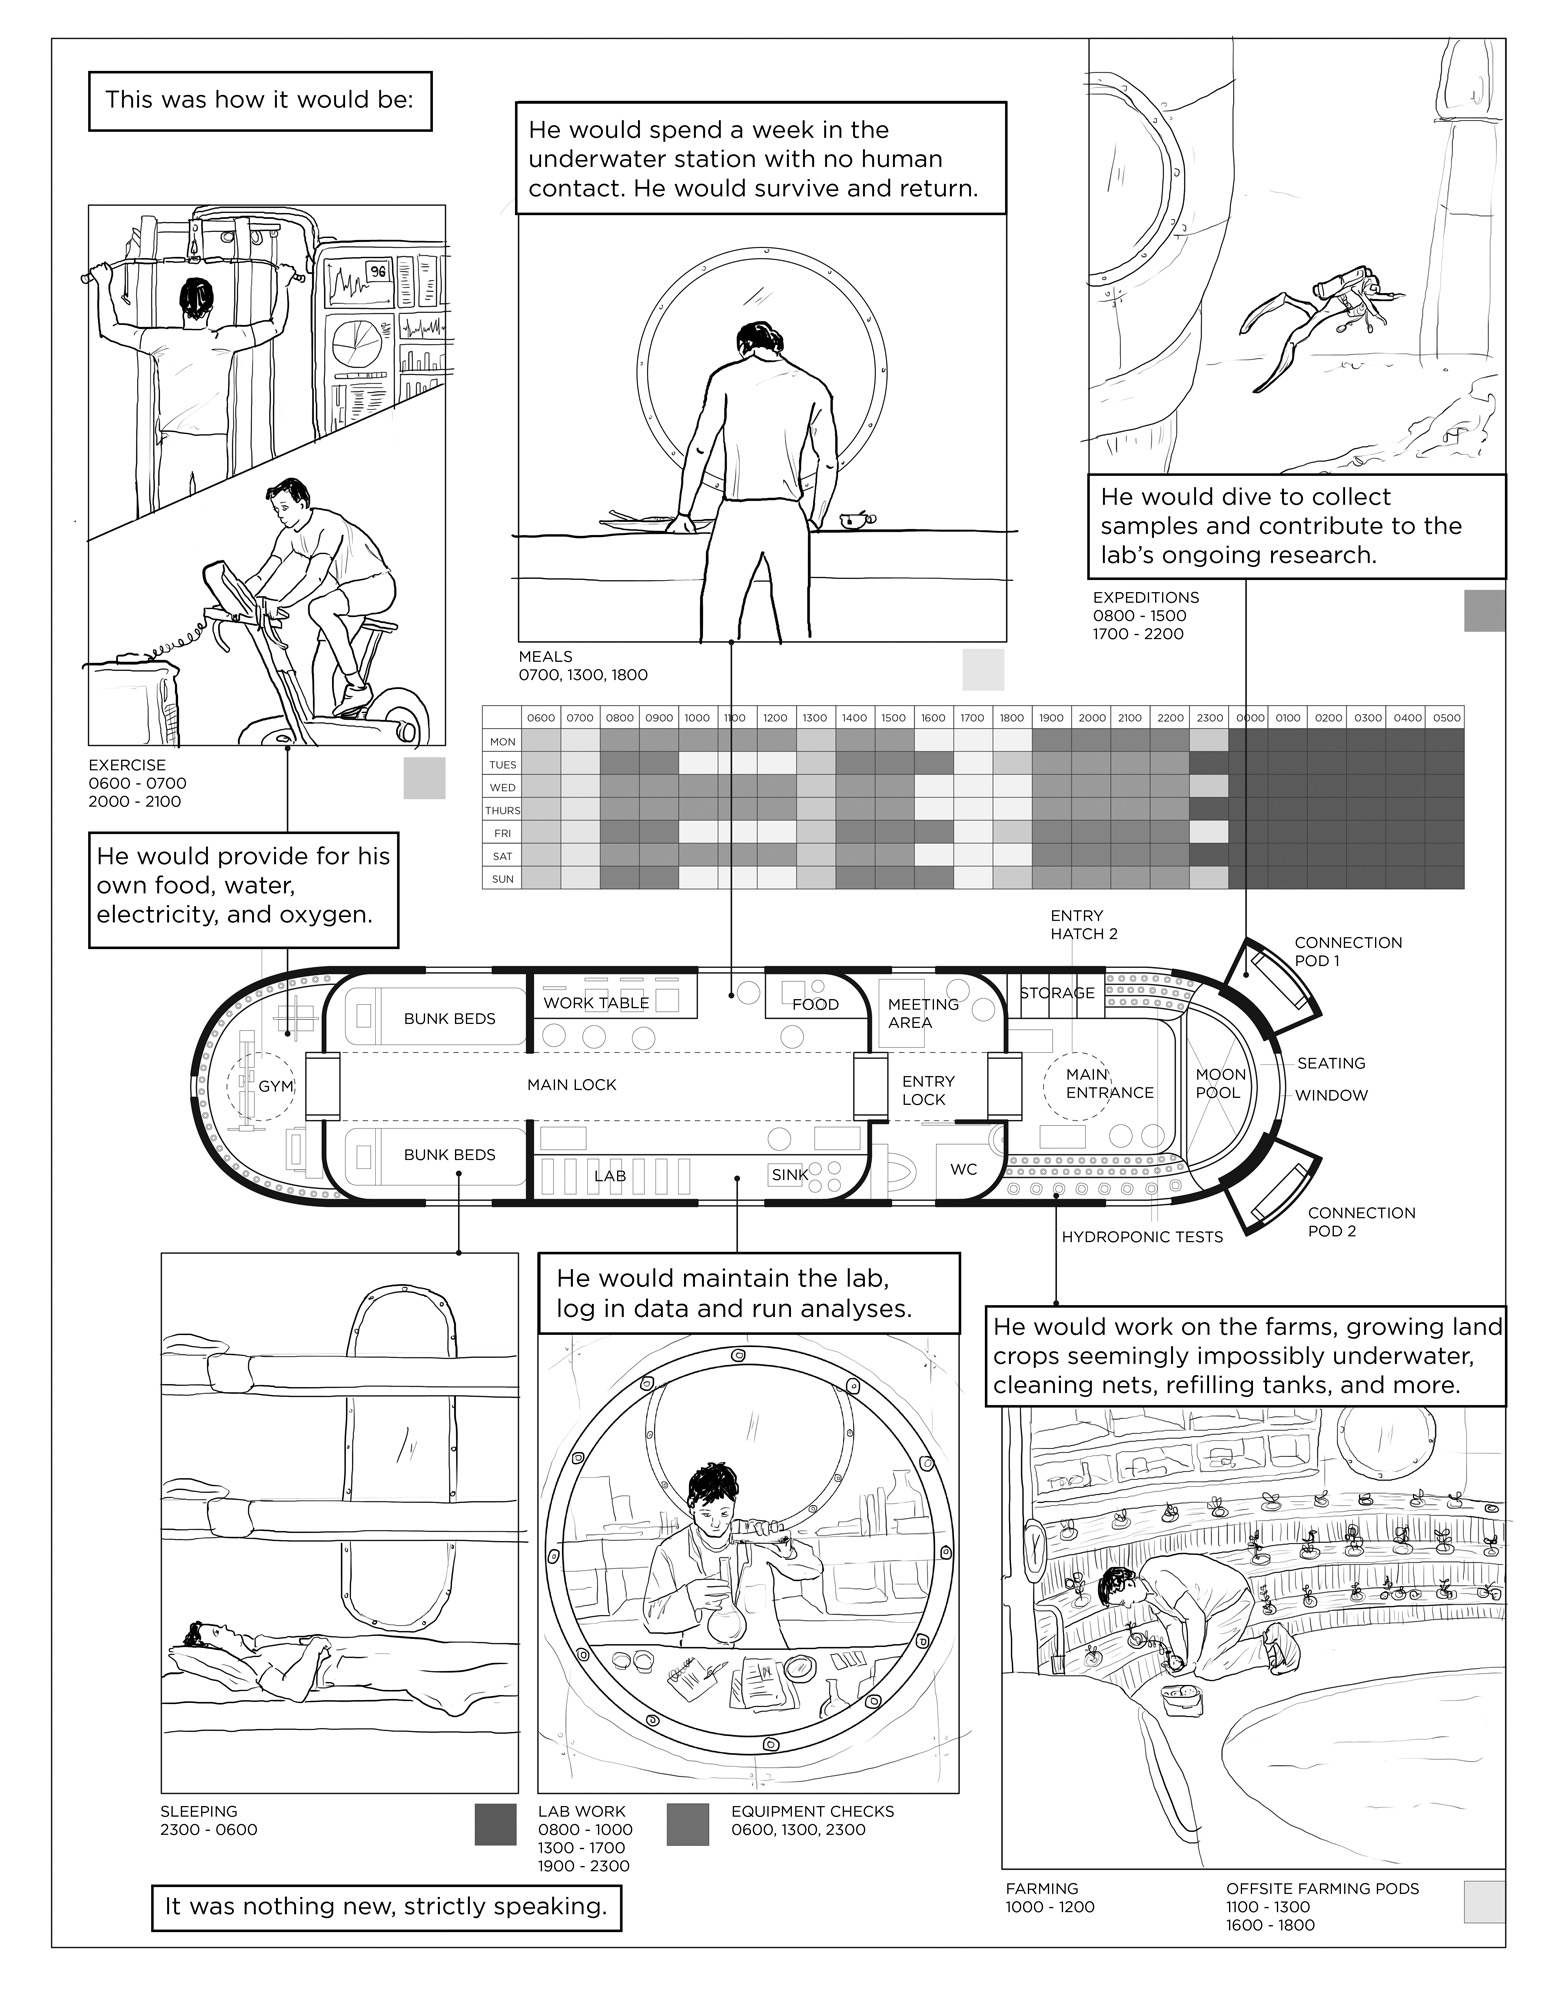 This was how it would be:
He would spend a week in the
underwater station with no human
contact. He would survive and return.
96
He would dive to collect
samples and contribute to the
lab's ongoing research.
EXPEDITIONS
0800 - 1500
1700 - 2200
MEALS
0700, 1300, 1800
EXERCISE
0600 - 0700
2000 - 2100
0600 0700 0800 0900 1000 1100 1200 1300 1400 1500 1600 1700 1800 1900 2000 2100 2200 2300 0000 0100 0200 0300 0400 0500
MON
TUES
WED
THURS
FRI
SAT
SUN
He would provide for his
own food, water,
electricity, and oxygen.
ENTRY
HATCH 2
CONNECTION
POD 1
BUNK BEDS
WORK TABLE
FOOD
MEETING
AREA
STORAGE
GYM
MAIN LOCK
ENTRY
LOCK
MAIN
ENTRANCE
MOON
POOL
SEATING
WINDOW
BUNK BEDS
LAB
SINK
WC
CONNECTION
POD 2
HYDROPONIC TESTS
He would maintain the lab,
log in data and run analyses.
He would work on the farms, growing land
crops seemingly impossibly underwater,
cleaning nets, refilling tanks, and more.
SLEEPING
2300 - 0600
LAB WORK
0800 - 1000
1300 - 1700
1900 - 2300
EQUIPMENT CHECKS
0600, 1300, 2300
FARMING
1000 - 1200
OFFSITE FARMING PODS
1100 - 1300
1600 - 1800
It was nothing new, strictly speaking.